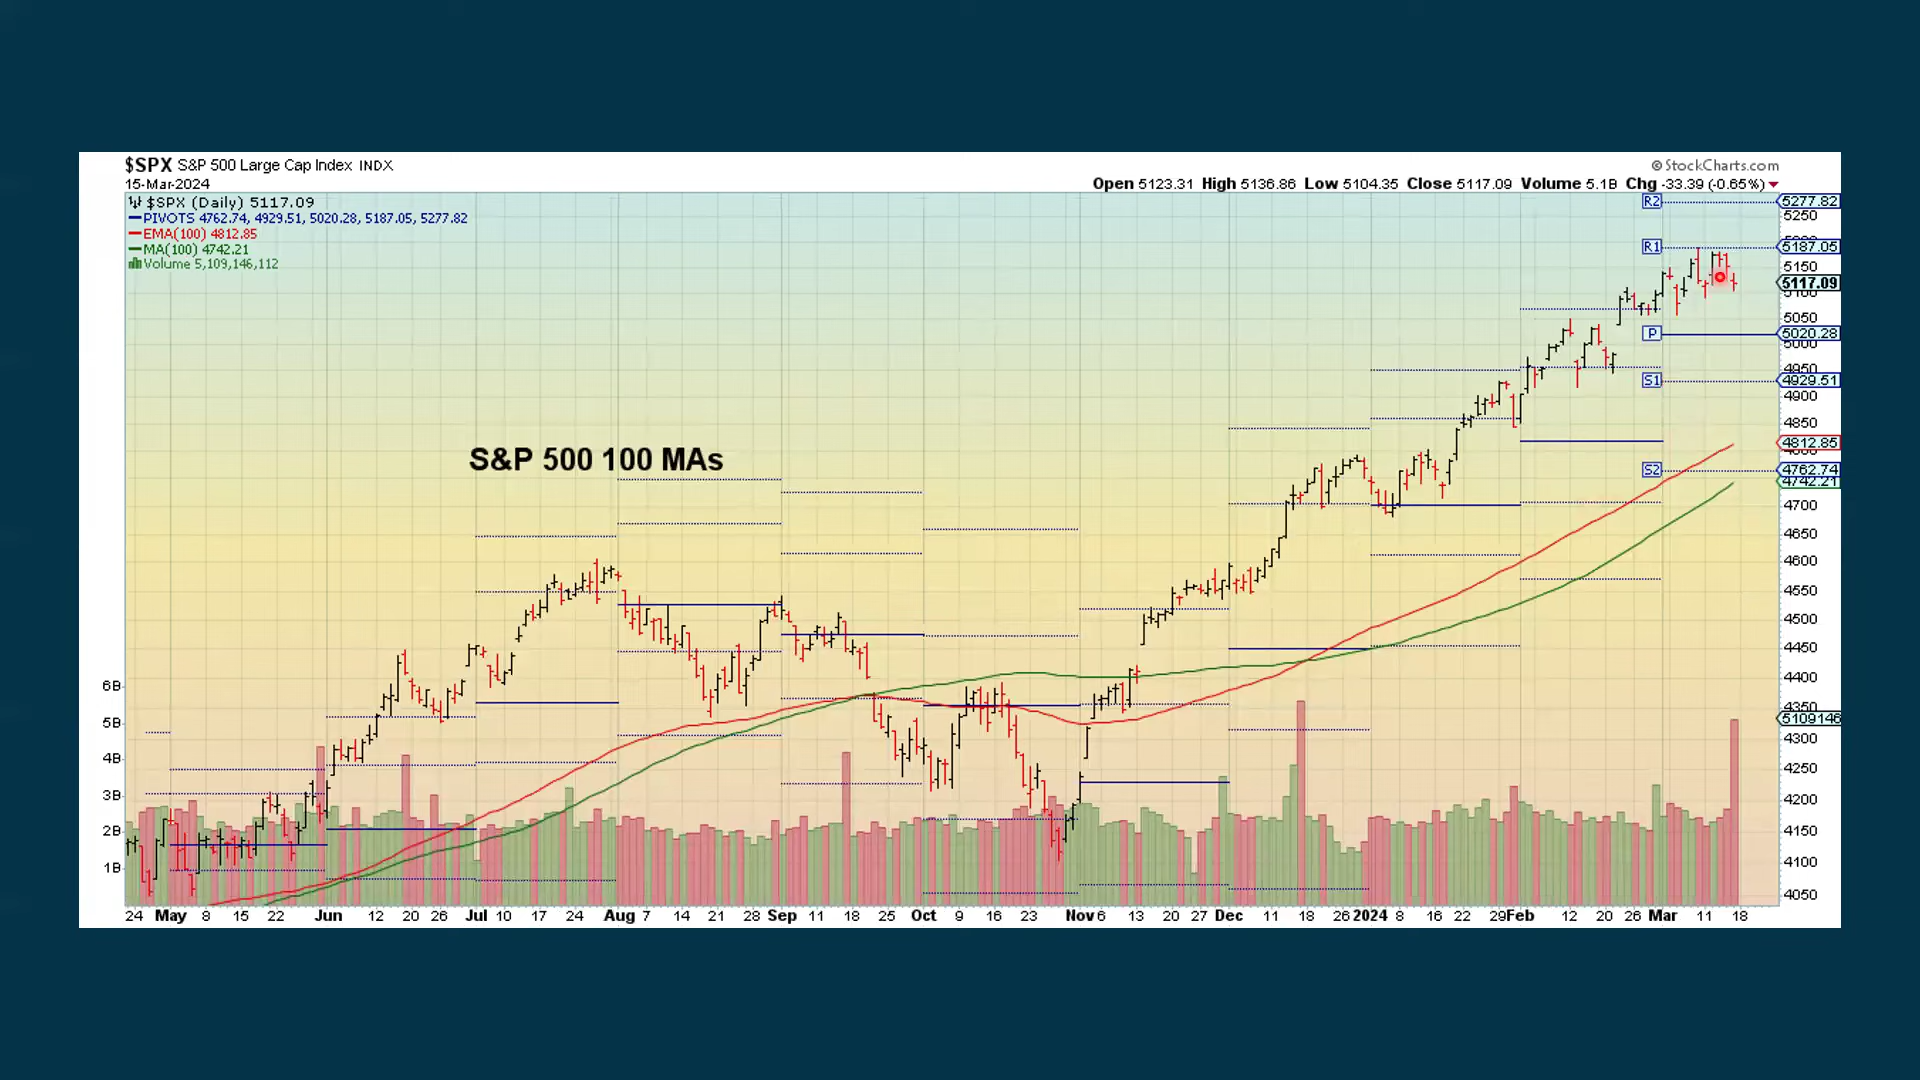 $SPX S&P 500 Large Cap Index INDX
© StockCharts.com
15-Mar-2024
Open 5123.31 High 5136.86 Low 5104.35 Close 5117.09 Volume 5.1B Chg -33.39 (-0.65%)
$SPX (Daily) 5117.09
PIVOTS 4762.74, 4929.51, 5020.28, 5187.05, 5277.82
EMA(100) 4812.85
MA(100) 4742.21
Volume 5,109,146,112
S&P 500 100 MAs
R2
R1
P
S1
S2
5277.82
5250
5187.05
5150
5117.09
5100
5050
5020.28
5000
4950
4929.51
4900
4850
4812.85
4762.74
4742.21
4700
4650
4600
4550
4500
4450
4400
4350
5109146
4300
4250
4200
4150
4100
4050
6B
5B
4B
3B
2B
1B
24 May 8 15 22 Jun 12 20 26 Jul 10 17 24 Aug 7 14 21 28 Sep 11 18 25 Oct 9 16 23 Nov 6 13 20 27 Dec 11 18 26 2024 8 16 22 29 Feb 12 20 26 Mar 11 18